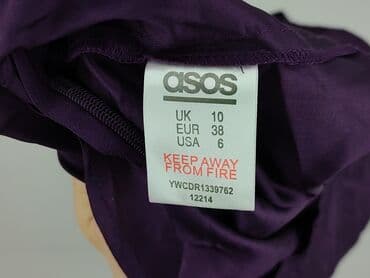 asos
UK 10
EUR 38
USA 6
KEEP AWAY
FROM FIRE
YWCDR1339762
12214